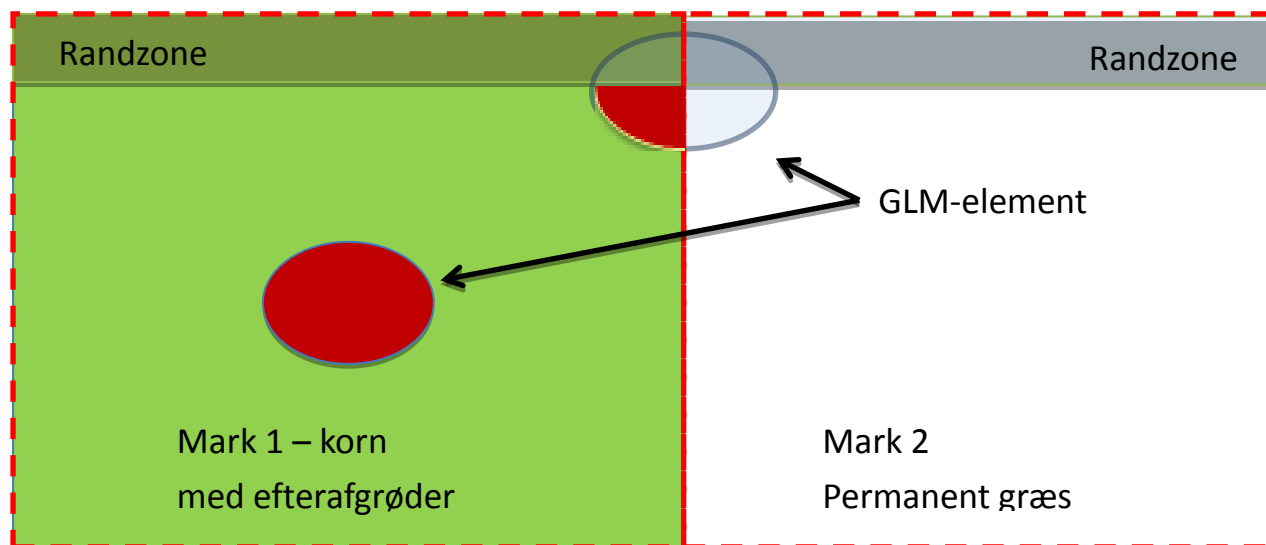 Randzone
Randzone
GLM-element
Mark 1 – korn
med efterafgrøder
Mark 2
Permanent græs